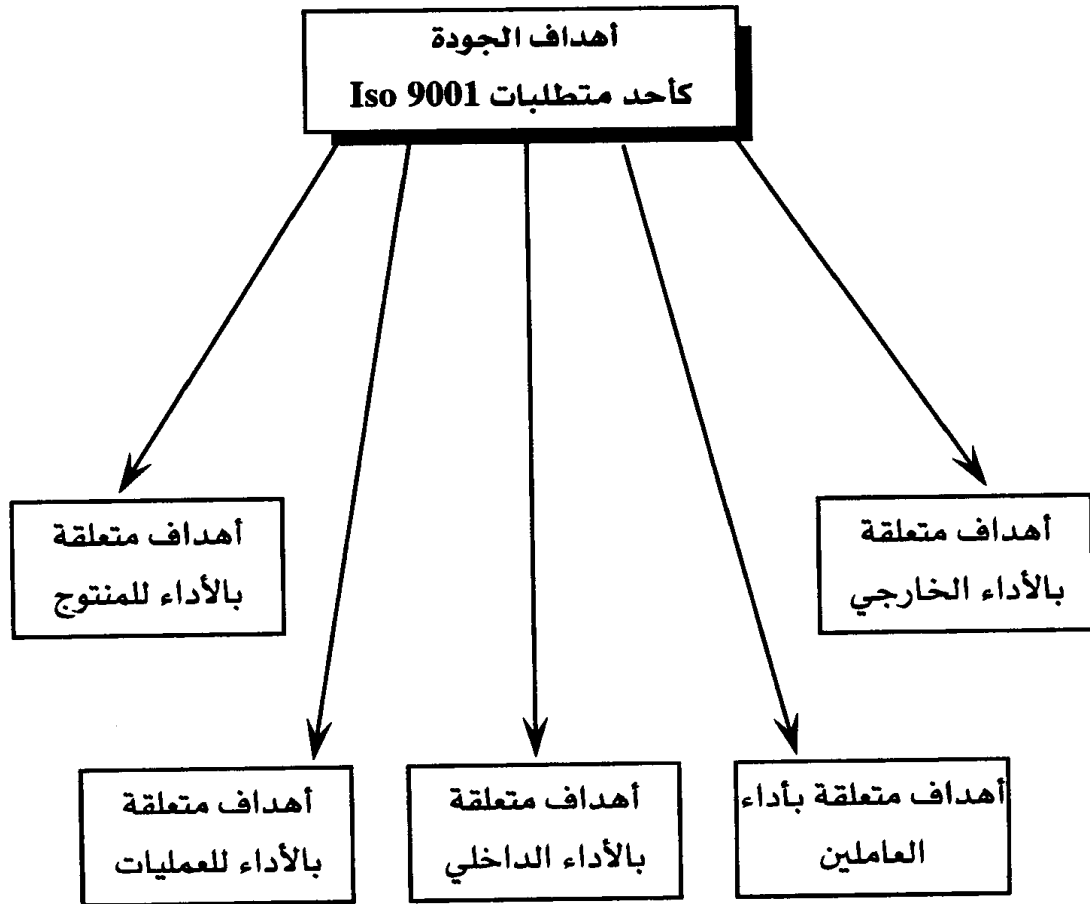 أهداف الجودة
كأحد متطلبات Iso 9001
أهداف متعلقة
بالأداء الخارجي
أهداف متعلقة
بالأداء للمنتوج
أهداف متعلقة بأداء
العاملين
أهداف متعلقة
بالأداء الداخلي
أهداف متعلقة
بالأداء للعمليات